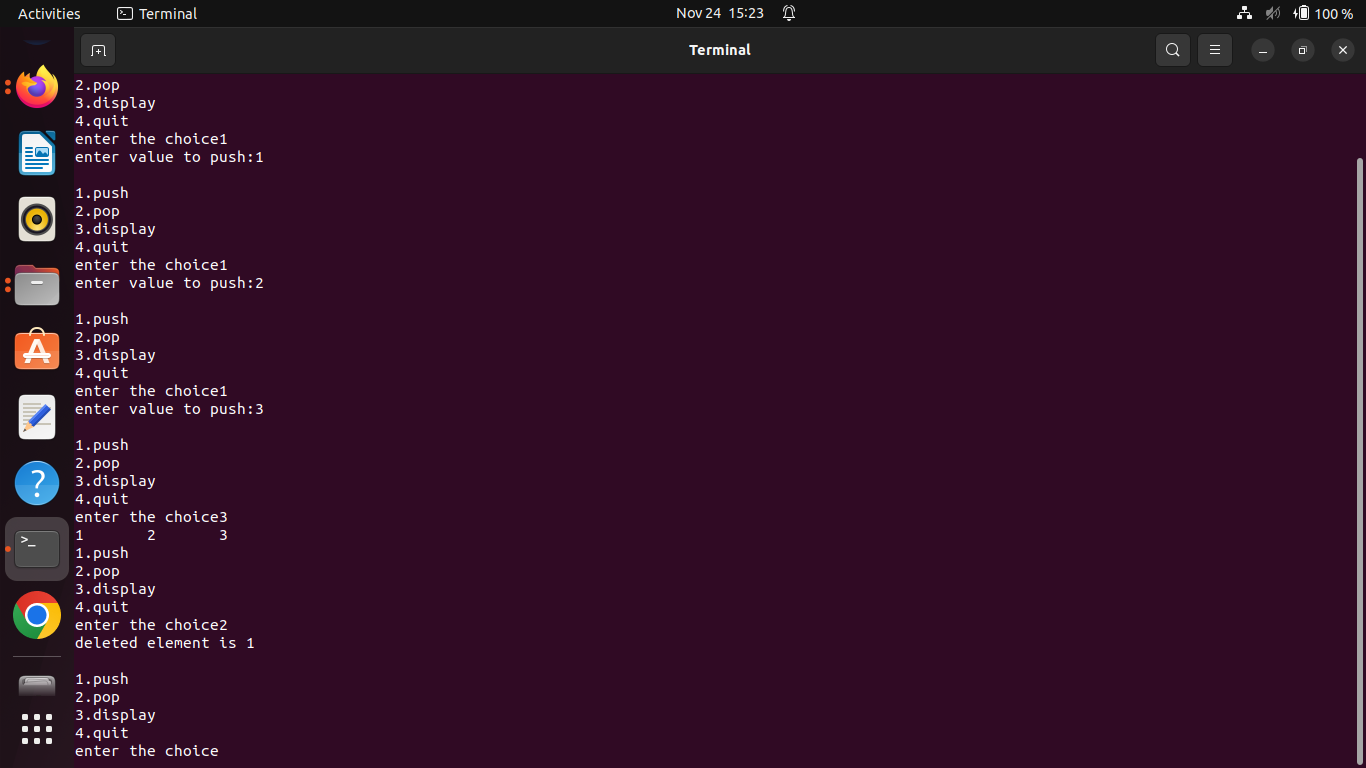 Activities
Terminal
Nov 24 15:23
100 %
Terminal
2.pop
3.display
4.quit
enter the choice1
enter value to push:1
1.push
2.pop
3.display
4.quit
enter the choice1
enter value to push:2
1.push
2.pop
3.display
4.quit
enter the choice1
enter value to push:3
1.push
2.pop
3.display
4.quit
enter the choice3
1 2 3
1.push
2.pop
3.display
4.quit
enter the choice2
deleted element is 1
1.push
2.pop
3.display
4.quit
enter the choice